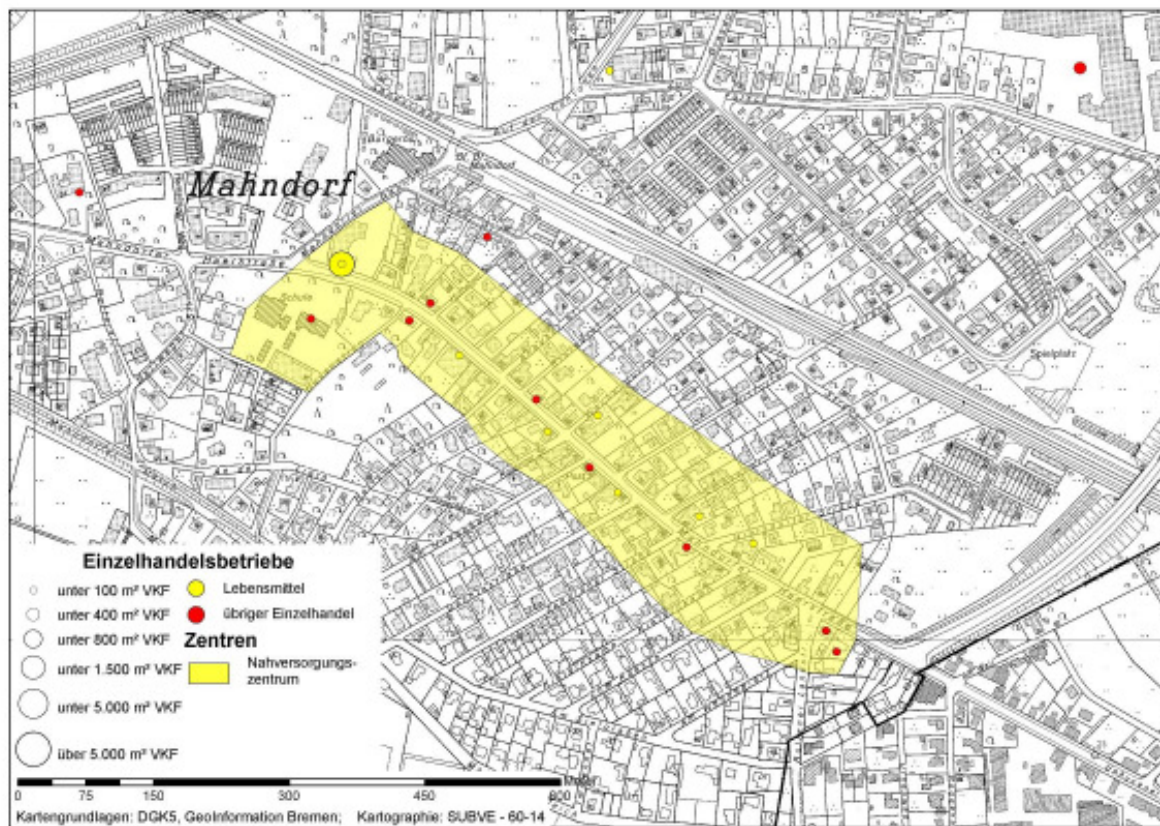 Mahndorf
Schule
Spielplatz
Einzelhandelsbetriebe
unter 100 m² VKF
Lebensmittel
unter 400 m² VKF
übriger Einzelhandel
unter 800 m² VKF
Zentren
unter 1.500 m² VKF
Nahversorgungs-
zentrum
unter 5.000 m² VKF
über 5.000 m² VKF
0 75 150 300 450 600
Kartengrundlagen: DGK5, GeoInformation Bremen; Kartographie: SUBVE - 60-14